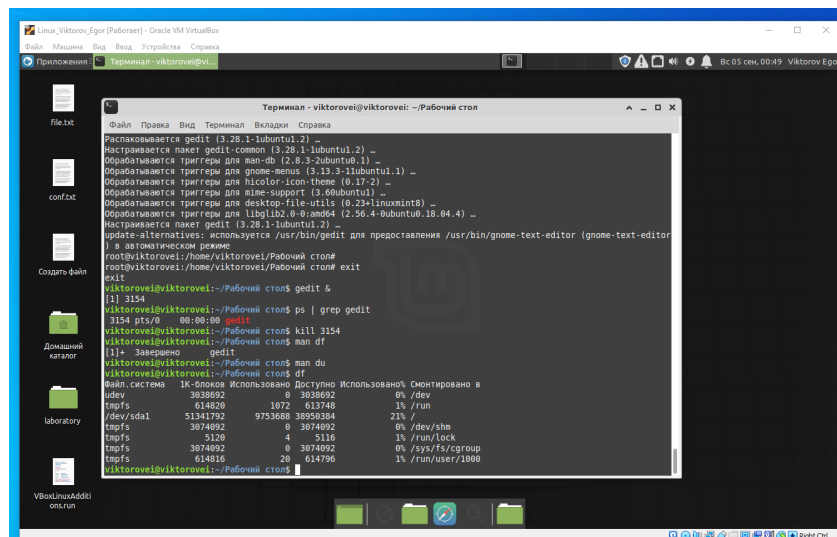 Linux_Viktorov_Egor [Работает] - Oracle VM VirtualBox
Файл Машина Вид Ввод Устройства Справка
Приложения Терминал - viktorovei@vi... Вс 05 сен, 00:49 Viktorov Ego
file.txt
conf.txt
Создать файл
Домашний
каталог
laboratory
VBoxLinuxAdditi
ons.run
Терминал - viktorovei@viktorovei: ~/Рабочий стол
Файл Правка Вид Терминал Вкладки Справка
Распаковывается gedit (3.28.1-1ubuntu1.2) …
Настраивается пакет gedit-common (3.28.1-1ubuntu1.2) …
Обрабатываются триггеры для man-db (2.8.3-2ubuntu0.1) …
Обрабатываются триггеры для gnome-menus (3.13.3-11ubuntu1.1) …
Обрабатываются триггеры для hicolor-icon-theme (0.17-2) …
Обрабатываются триггеры для mime-support (3.60ubuntu1) …
Обрабатываются триггеры для desktop-file-utils (0.23+linuxmint8) …
Обрабатываются триггеры для libglib2.0-0:amd64 (2.56.4-0ubuntu0.18.04.4) …
Настраивается пакет gedit (3.28.1-1ubuntu1.2) …
update-alternatives: используется /usr/bin/gedit для предоставления /usr/bin/gnome-text-editor (gnome-text-editor
) в автоматическом режиме
root@viktorovei:/home/viktorovei/Рабочий стол#
root@viktorovei:/home/viktorovei/Рабочий стол# exit
exit
viktorovei@viktorovei:~/Рабочий стол$ gedit &
[1] 3154
viktorovei@viktorovei:~/Рабочий стол$ ps | grep gedit
3154 pts/0 00:00:00 gedit
viktorovei@viktorovei:~/Рабочий стол$ kill 3154
viktorovei@viktorovei:~/Рабочий стол$ man df
[1]+ Завершено gedit
viktorovei@viktorovei:~/Рабочий стол$ man du
viktorovei@viktorovei:~/Рабочий стол$ df
Файл.система 1K-блоков Использовано Доступно Использовано% Cмонтировано в
udev 3038692 0 3038692 0% /dev
tmpfs 614820 1072 613748 1% /run
/dev/sda1 51341792 9753688 38950384 21% /
tmpfs 3074092 0 3074092 0% /dev/shm
tmpfs 5120 4 5116 1% /run/lock
tmpfs 3074092 0 3074092 0% /sys/fs/cgroup
tmpfs 614816 20 614796 1% /run/user/1000
viktorovei@viktorovei:~/Рабочий стол$
Right Ctrl